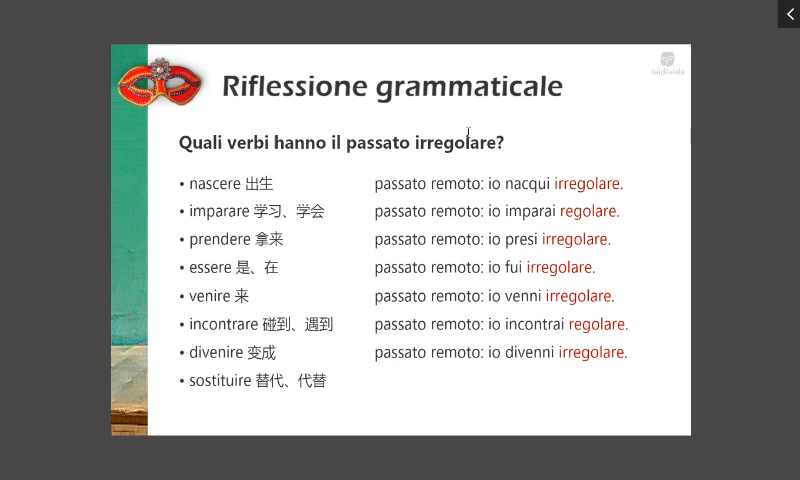 Riflessione grammaticale
Quali verbi hanno il passato irregolare?
• nascere 出生 passato remoto: io nacqui irregolare.
• imparare 学习、学会 passato remoto: io imparai regolare.
• prendere 拿来 passato remoto: io presi irregolare.
• essere 是、在 passato remoto: io fui irregolare.
• venire 来 passato remoto: io venni irregolare.
• incontrare 碰到、遇到 passato remoto: io incontrai regolare.
• divenire 变成 passato remoto: io divenni irregolare.
• sostituire 替代、代替